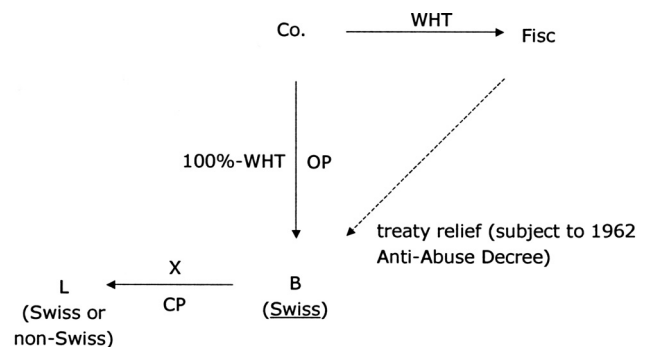 WHT
Co.
Fisc
100%-WHT
OP
treaty relief (subject to 1962
Anti-Abuse Decree)
X
CP
L
(Swiss or
non-Swiss)
B
(Swiss)